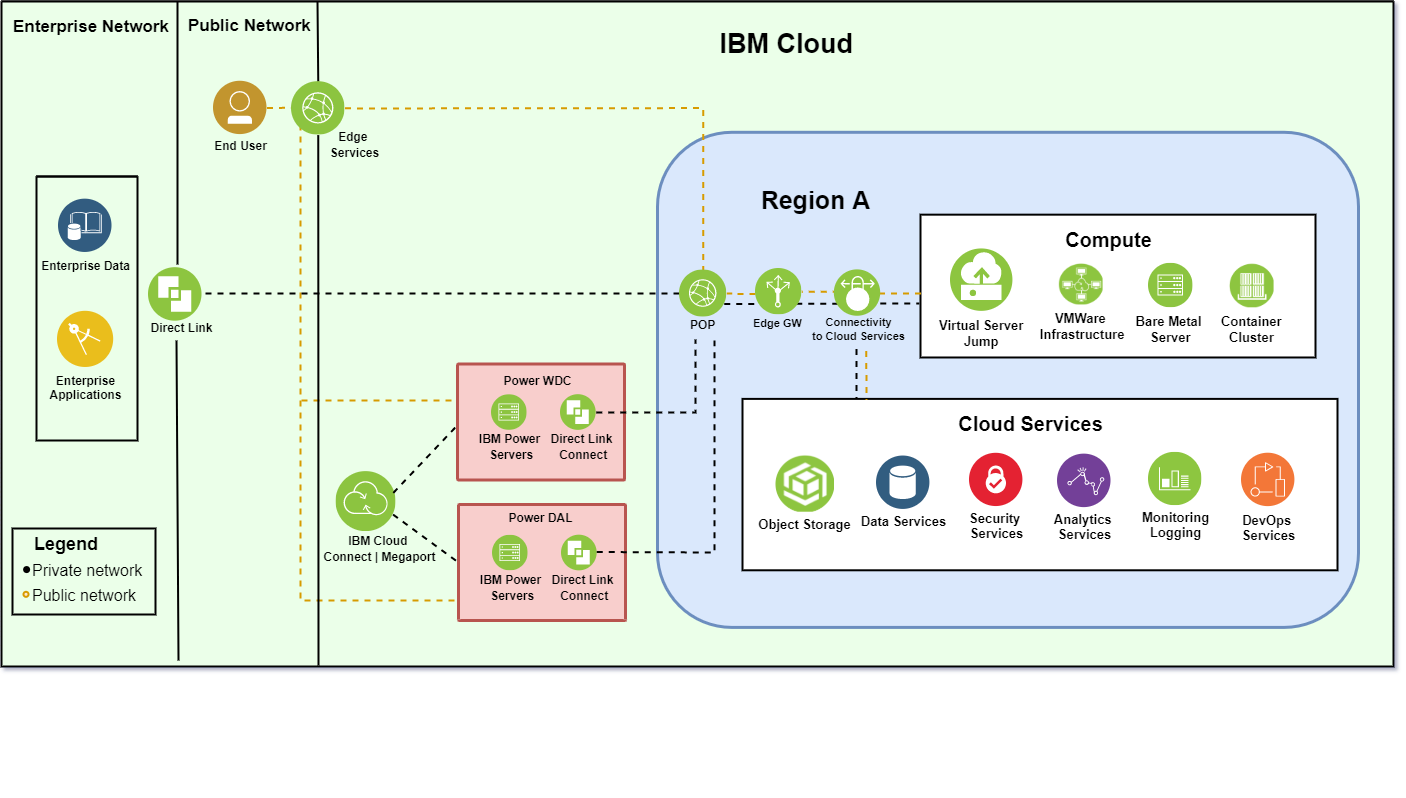 Enterprise Network
Public Network
IBM Cloud
End User
Edge
Services
Enterprise Data
Enterprise
Applications
Direct Link
Region A
POP
Edge GW
Connectivity
to Cloud Services
Compute
Virtual Server
Jump
VMWare
Infrastructure
Bare Metal
Server
Container
Cluster
Power WDC
IBM Power
Servers
Direct Link
Connect
IBM Cloud
Connect | Megaport
Power DAL
IBM Power
Servers
Direct Link
Connect
Cloud Services
Object Storage
Data Services
Security
Services
Analytics
Services
Monitoring
Logging
DevOps
Services
Legend
Private network
Public network